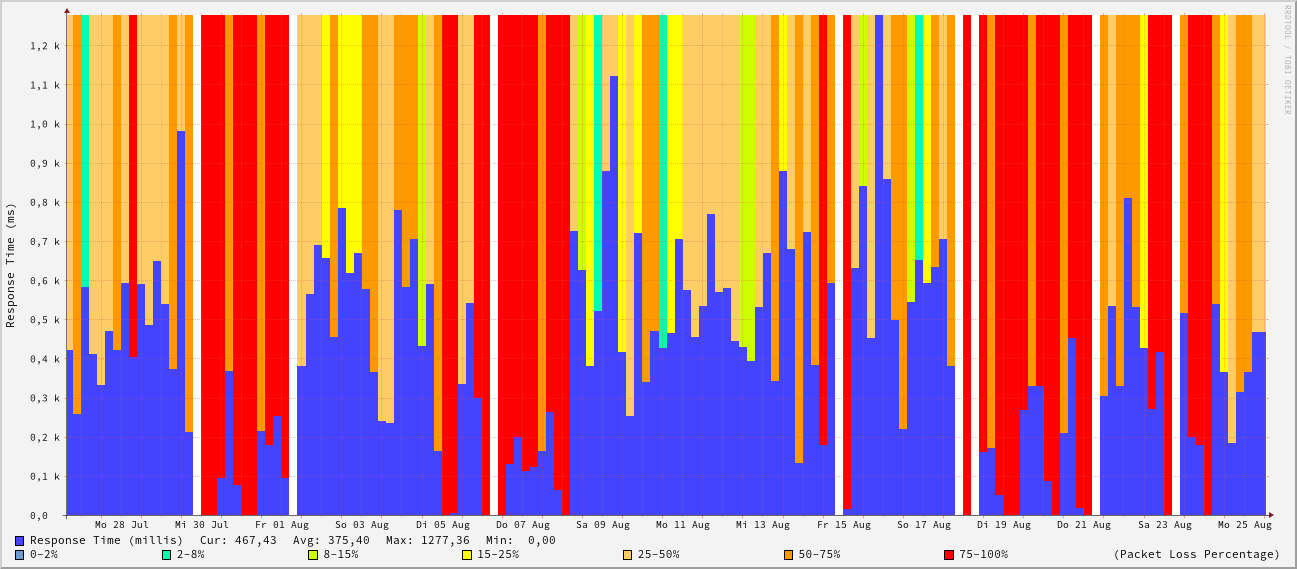 RRDTOOL / TOBI OETIKER
Response Time (ms)
1,2 k
1,1 k
1,0 k
0,9 k
0,8 k
0,7 k
0,6 k
0,5 k
0,4 k
0,3 k
0,2 k
0,1 k
0,0
Mo 28 Jul Mi 30 Jul Fr 01 Aug So 03 Aug Di 05 Aug Do 07 Aug Sa 09 Aug Mo 11 Aug Mi 13 Aug Fr 15 Aug So 17 Aug Di 19 Aug Do 21 Aug Sa 23 Aug Mo 25 Aug
Response Time (millis) Cur: 467,43 Avg: 375,40 Max: 1277,36 Min: 0,00
0-2% 2-8% 8-15% 15-25% 25-50% 50-75% 75-100% (Packet Loss Percentage)